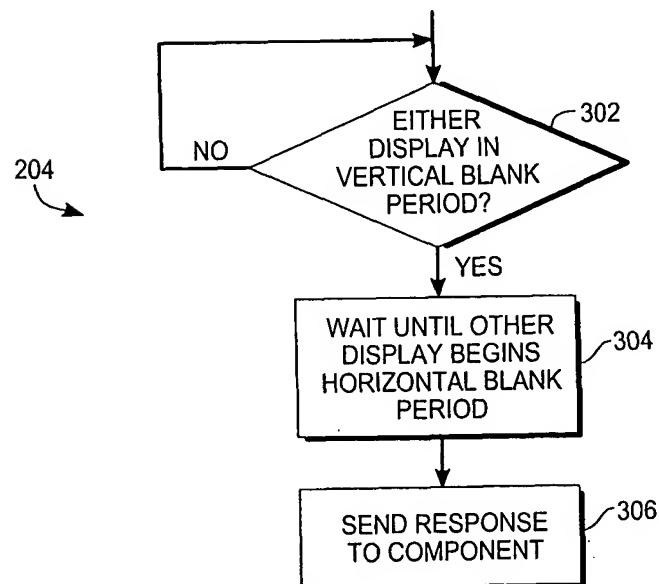 EITHER
302
DISPLAY IN
NO
VERTICAL BLANK
204
PERIOD?
YES
WAIT UNTIL OTHER
DISPLAY BEGINS
304
HORIZONTAL BLANK
PERIOD
SEND RESPONSE
306
TO COMPONENT